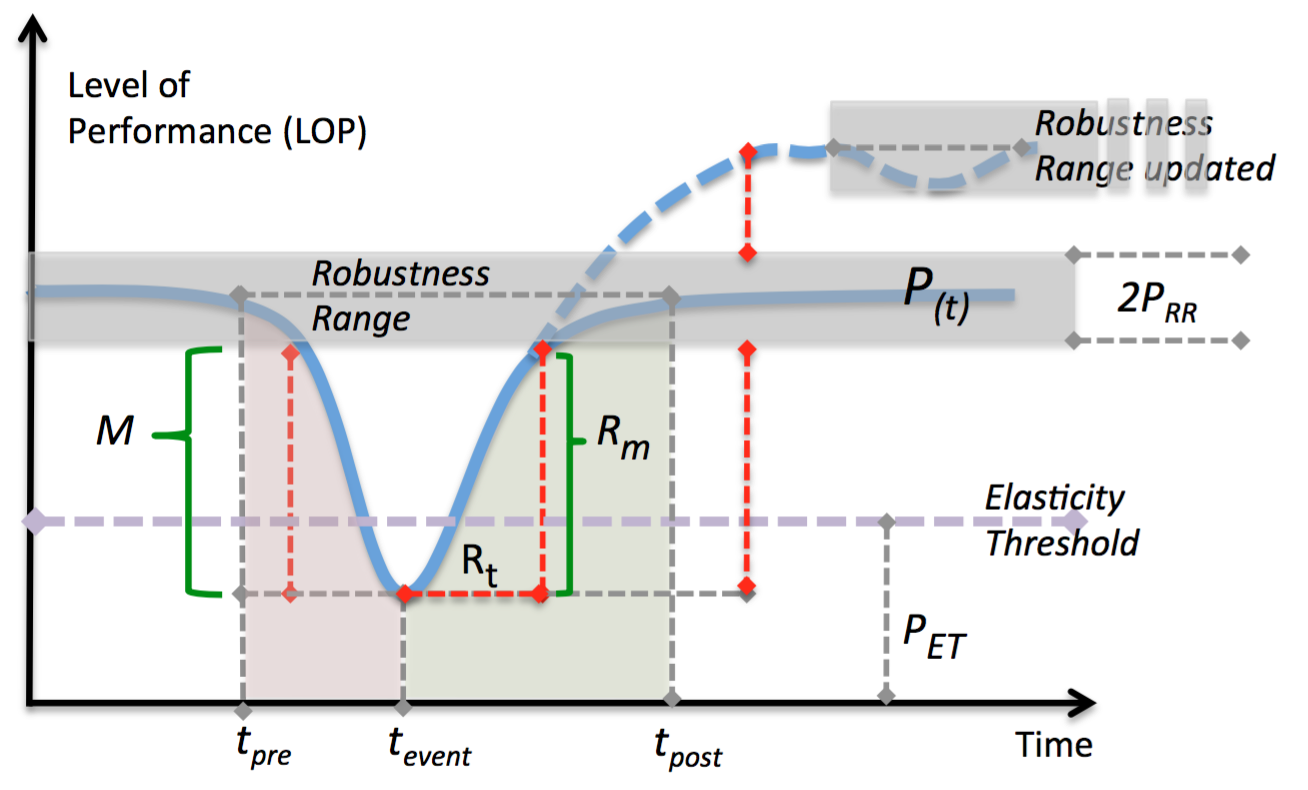 Level of
Performance (LOP)
Robustness
Range updated
Robustness
Range
P(t)
2PRR
M
Rm
Elasticity
Threshold
Rt
PET
tpre
tevent
tpost
Time